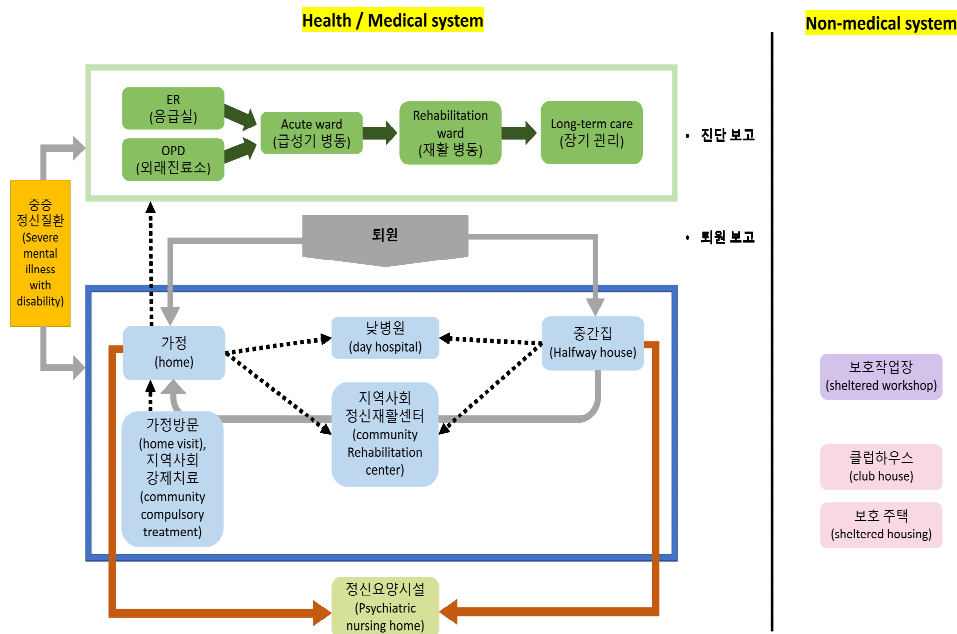 Health / Medical system
Non-medical system
ER
(응급실)
OPD
(외래진료소)
Acute ward
(급성기 병동)
Rehabilitation
ward
(재활 병동)
Long-term care
(장기 관리)
• 진단 보고
중증
정신질환
(Severe
mental
illness
with
disability)
퇴원
• 퇴원 보고
가정
(home)
낮병원
(day hospital)
중간집
(Halfway house)
지역사회
정신재활센터
(community
Rehabilitation
center)
가정방문
(home visit),
지역사회
강제치료
(community
compulsory
treatment)
정신요양시설
(Psychiatric
nursing home)
보호작업장
(sheltered workshop)
클럽하우스
(club house)
보호 주택
(sheltered housing)